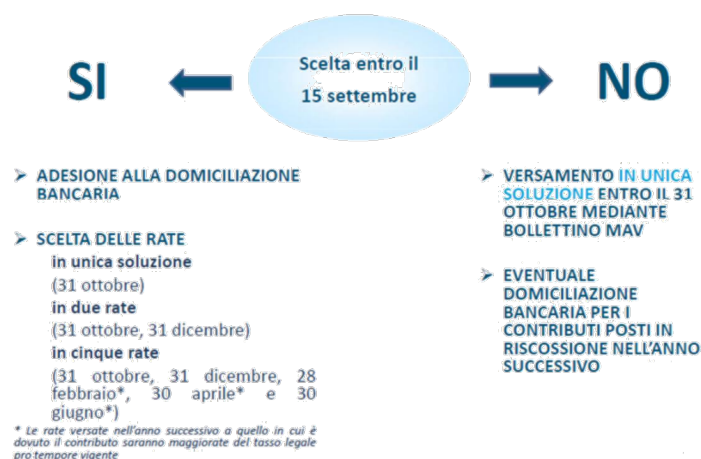 SI
Scelta entro il
15 settembre
NO
➤ ADESIONE ALLA DOMICILIAZIONE
BANCARIA
➤ SCELTA DELLE RATE
in unica soluzione
(31 ottobre)
in due rate
(31 ottobre, 31 dicembre)
in cinque rate
(31 ottobre, 31 dicembre, 28
febbraio*, 30 aprile* e 30
giugno*)
* Le rate versate nell'anno successivo a quello in cui è
dovuto il contributo saranno maggiorate del tasso legale
pro tempore vigente
➤ VERSAMENTO IN UNICA
SOLUZIONE ENTRO IL 31
OTTOBRE MEDIANTE
BOLLETTINO MAV
➤ EVENTUALE
DOMICILIAZIONE
BANCARIA PER I
CONTRIBUTI POSTI IN
RISCOSSIONE NELL'ANNO
SUCCESSIVO